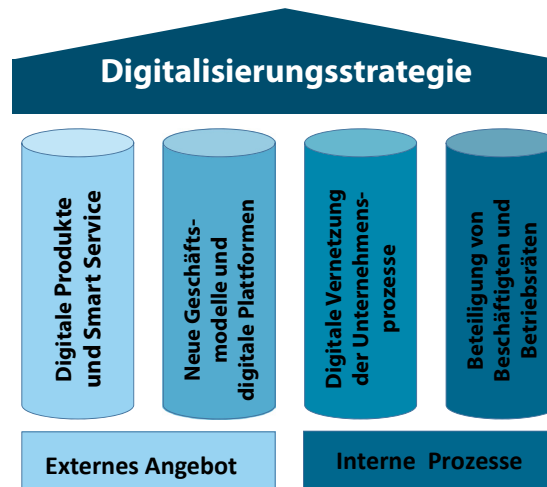 Digitalisierungsstrategie
Digitale Produkte
und Smart Service
Neue Geschäfts-
modelle und
digitale Plattformen
Digitale Vernetzung
der Unternehmens-
prozesse
Beteiligung von
Beschäftigten und
Betriebsräten
Externes Angebot
Interne Prozesse